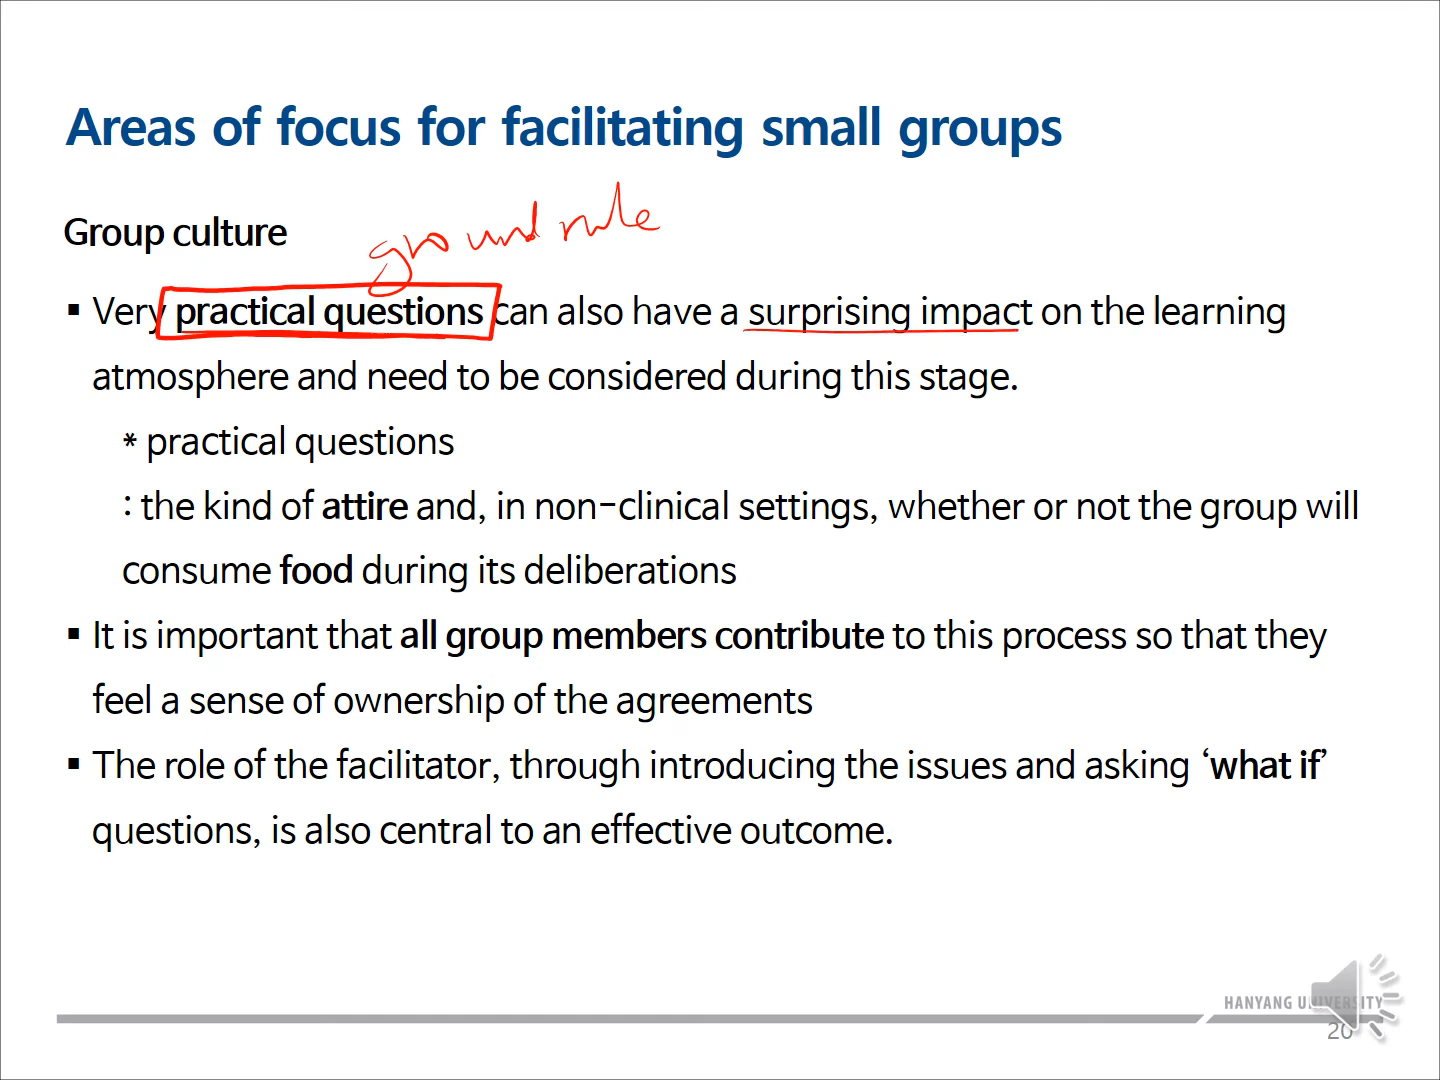 Areas of focus for facilitating small groups
Group culture
ground rule
▪ Very practical questions can also have a surprising impact on the learning
atmosphere and need to be considered during this stage.
* practical questions
: the kind of attire and, in non-clinical settings, whether or not the group will
consume food during its deliberations
▪ It is important that all group members contribute to this process so that they
feel a sense of ownership of the agreements
▪ The role of the facilitator, through introducing the issues and asking ‘what if’
questions, is also central to an effective outcome.
HANYANG UNIVERSITY
20